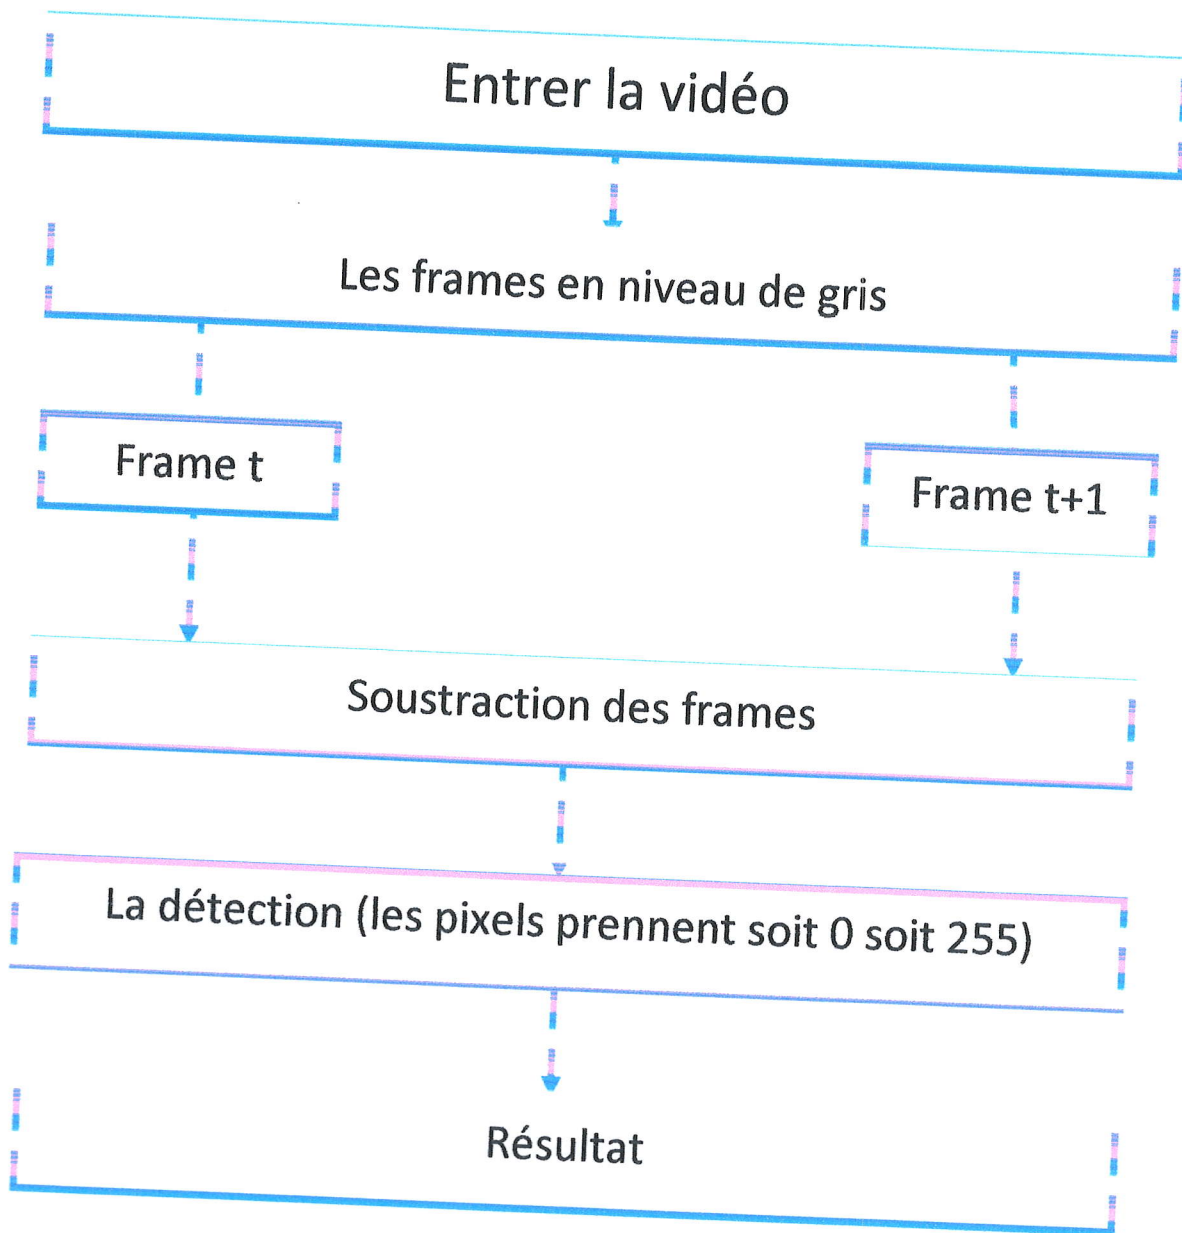 Entrer la vidéo
Les frames en niveau de gris
Frame t
Frame t+1
Soustraction des frames
La détection (les pixels prennent soit 0 soit 255)
Résultat